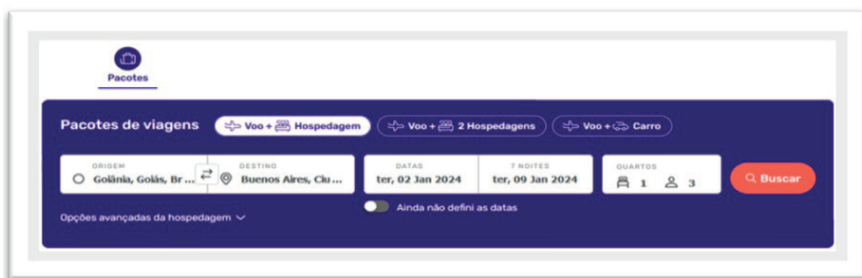 Pacotes
Pacotes de viagens Voo + Hospedagem Voo + 2 Hospedagens Voo + Carro
ORIGEM DESTINO DATAS 7 NOITES QUARTOS
Goiânia, Goiás, Br... Buenos Aires, Ciu... ter, 02 Jan 2024 ter, 09 Jan 2024 1 3 Buscar
Ainda não defini as datas
Opções avançadas da hospedagem